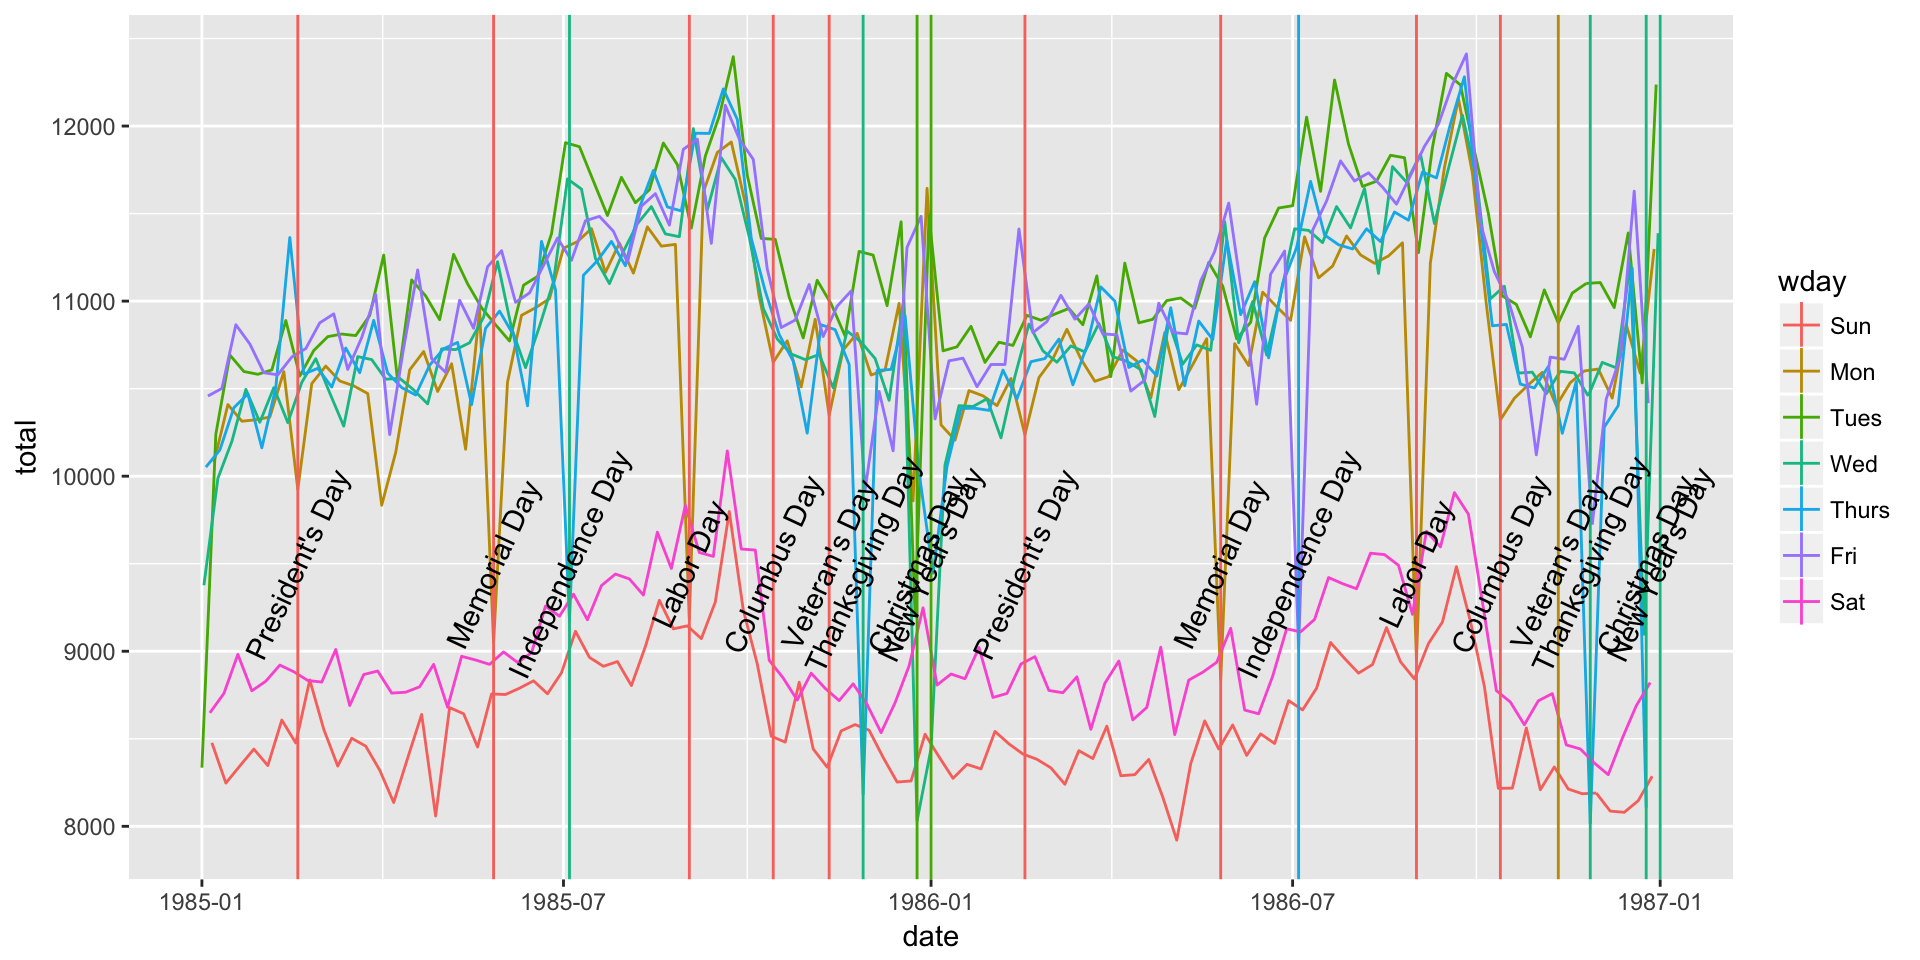 12000
11000
10000
9000
8000
total
President's Day
Memorial Day
Independence Day
Labor Day
Columbus Day
Veteran's Day
Thanksgiving Day
Christmas Day
New Year's Day
President's Day
Memorial Day
Independence Day
Labor Day
Columbus Day
Veteran's Day
Thanksgiving Day
Christmas Day
New Year's Day
1985-01
1985-07
1986-01
1986-07
1987-01
date
wday
Sun
Mon
Tues
Wed
Thurs
Fri
Sat